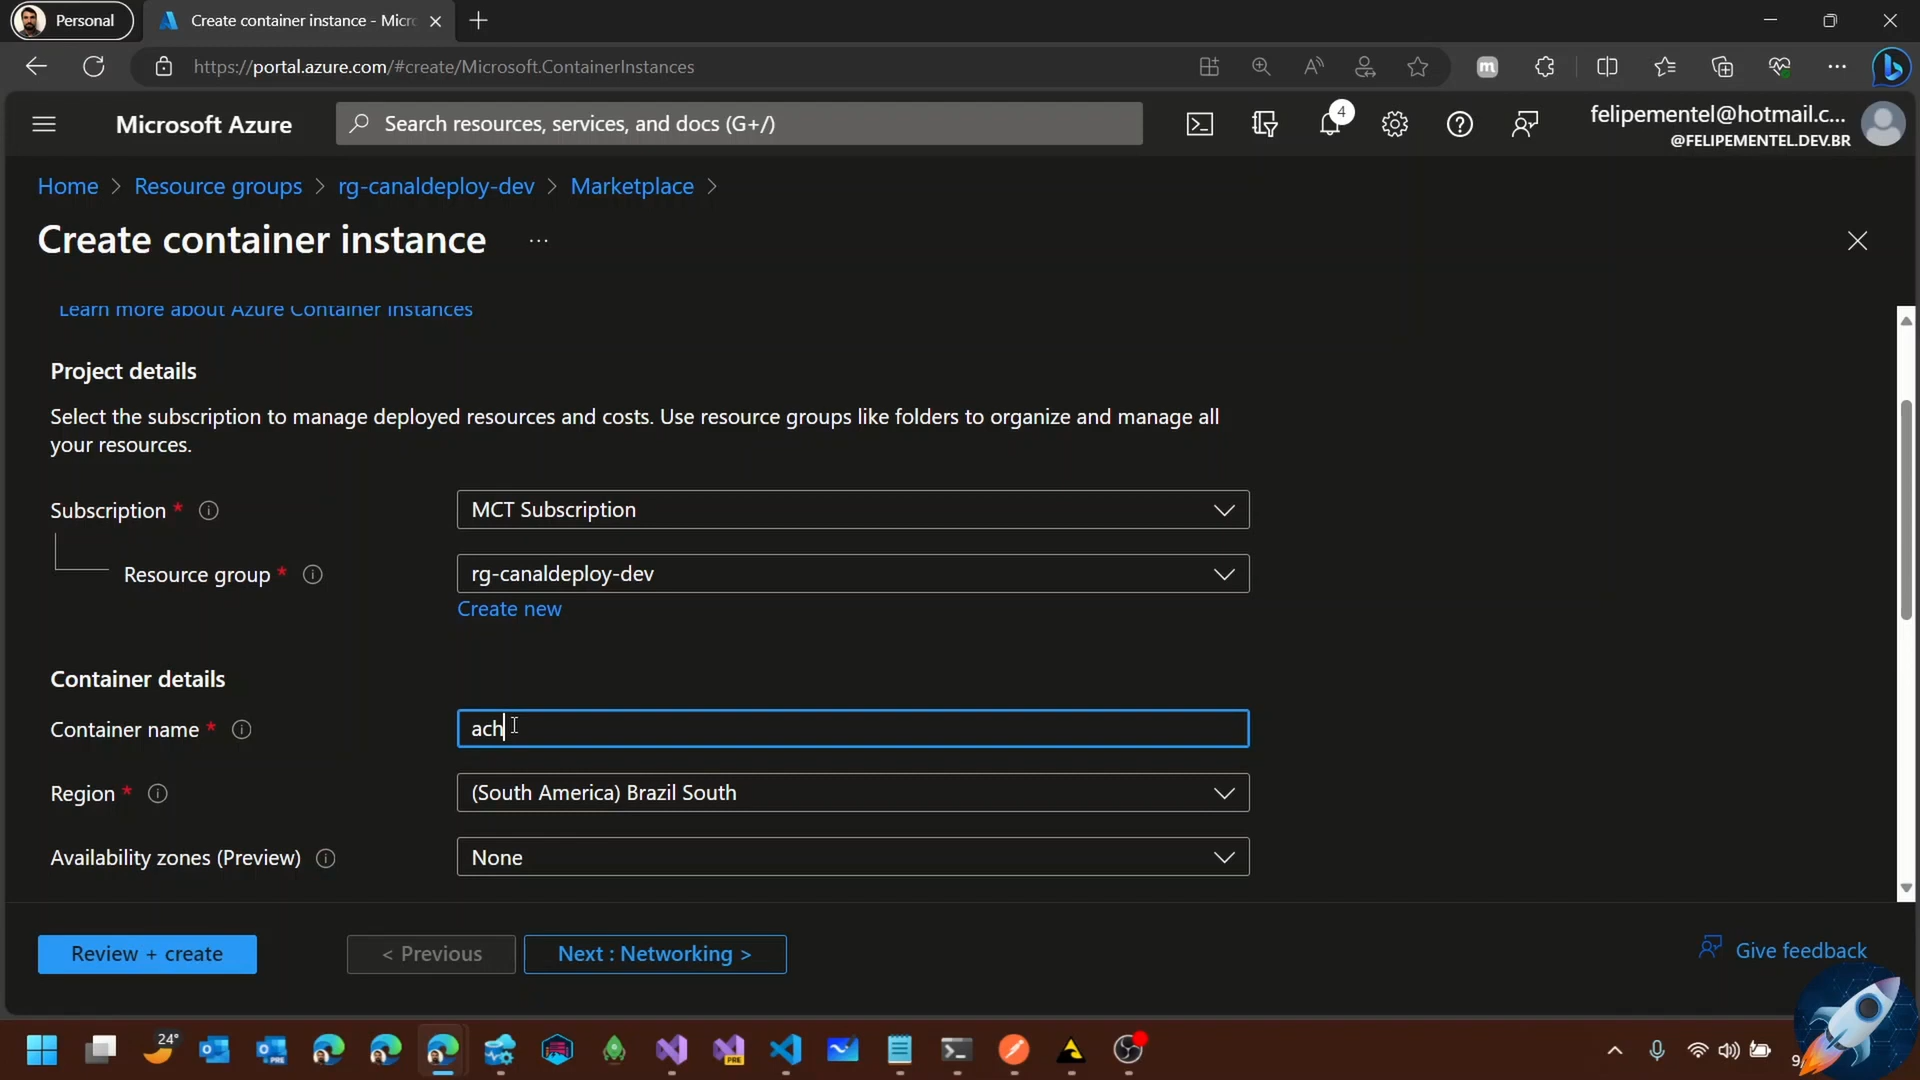 Personal
Create container instance - Micr
https://portal.azure.com/#create/Microsoft.ContainerInstances
Microsoft Azure
Search resources, services, and docs (G+/)
4
felipementel@hotmail.c...
@FELIPEMENTEL.DEV.BR
Home > Resource groups > rg-canaldeploy-dev > Marketplace >
Create container instance ...
Learn more about Azure Container Instances
Project details
Select the subscription to manage deployed resources and costs. Use resource groups like folders to organize and manage all
your resources.
Subscription *
MCT Subscription
Resource group *
rg-canaldeploy-dev
Create new
Container details
Container name *
ach
Region *
(South America) Brazil South
Availability zones (Preview)
None
Review + create
< Previous
Next : Networking >
Give feedback
24°
PRE
PRE